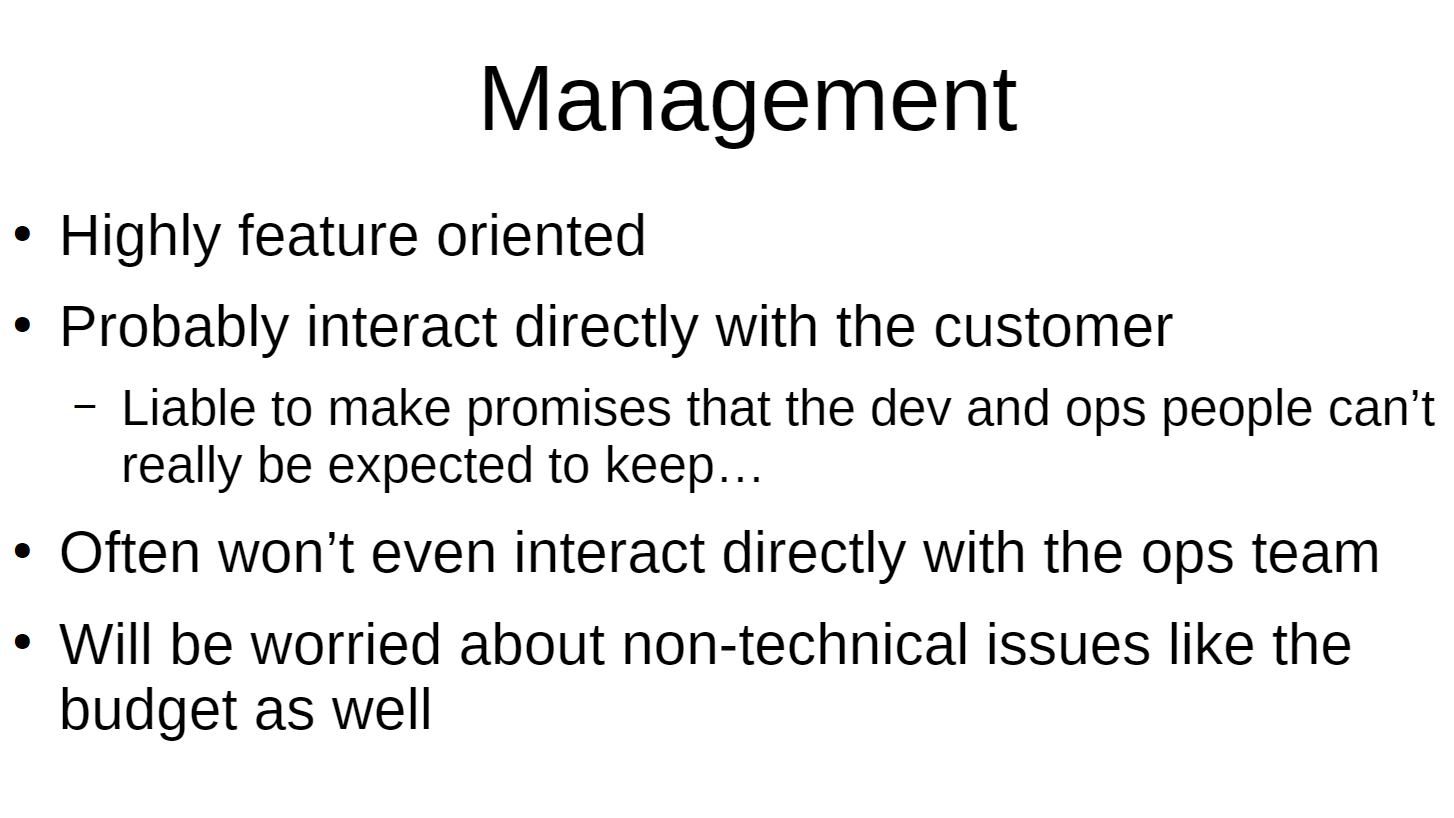 Management
• Highly feature oriented
• Probably interact directly with the customer
– Liable to make promises that the dev and ops people can’t
really be expected to keep…
• Often won’t even interact directly with the ops team
• Will be worried about non-technical issues like the
budget as well